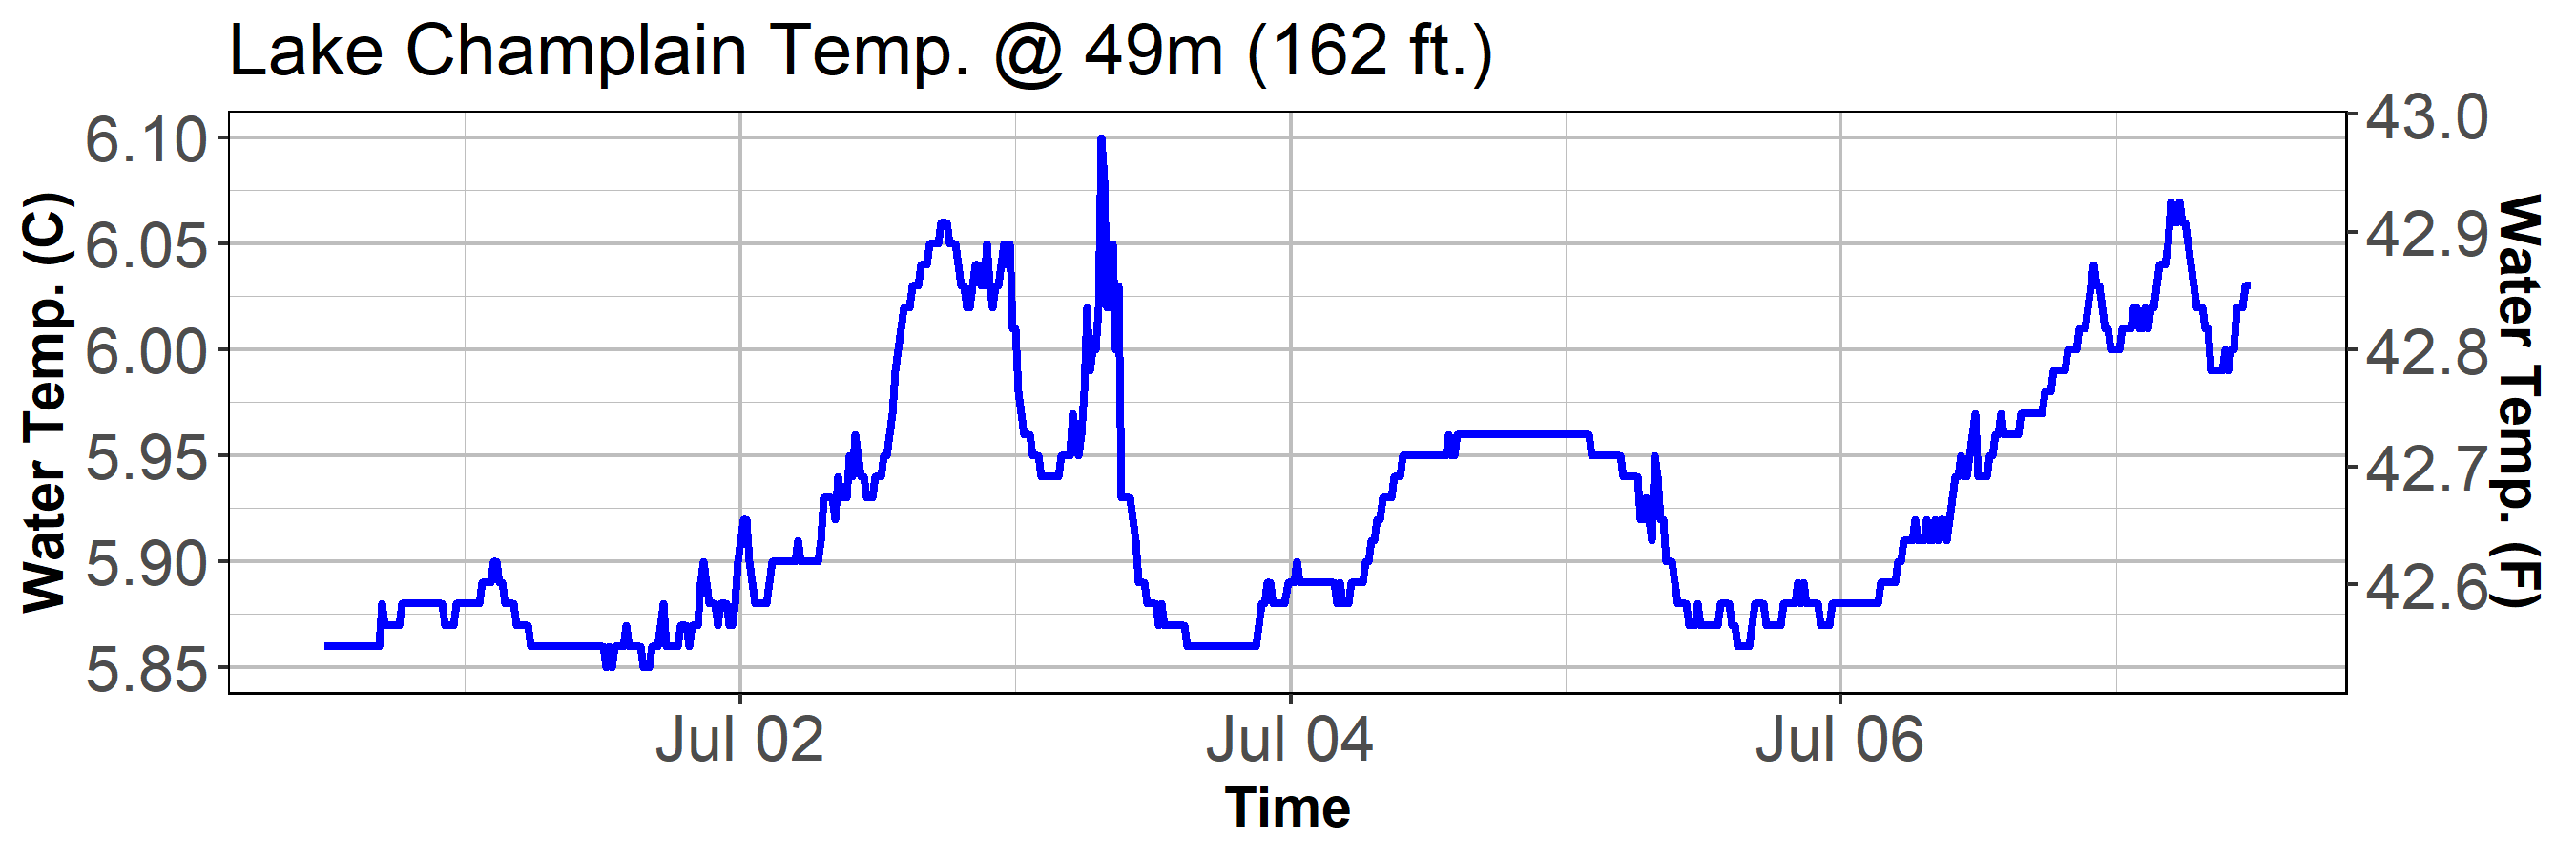 Lake Champlain Temp. @ 49m (162 ft.)
Water Temp. (C)
6.10
6.05
6.00
5.95
5.90
5.85
43.0
42.9
42.8
42.7
42.6
Water Temp. (F)
Jul 02
Jul 04
Jul 06
Time